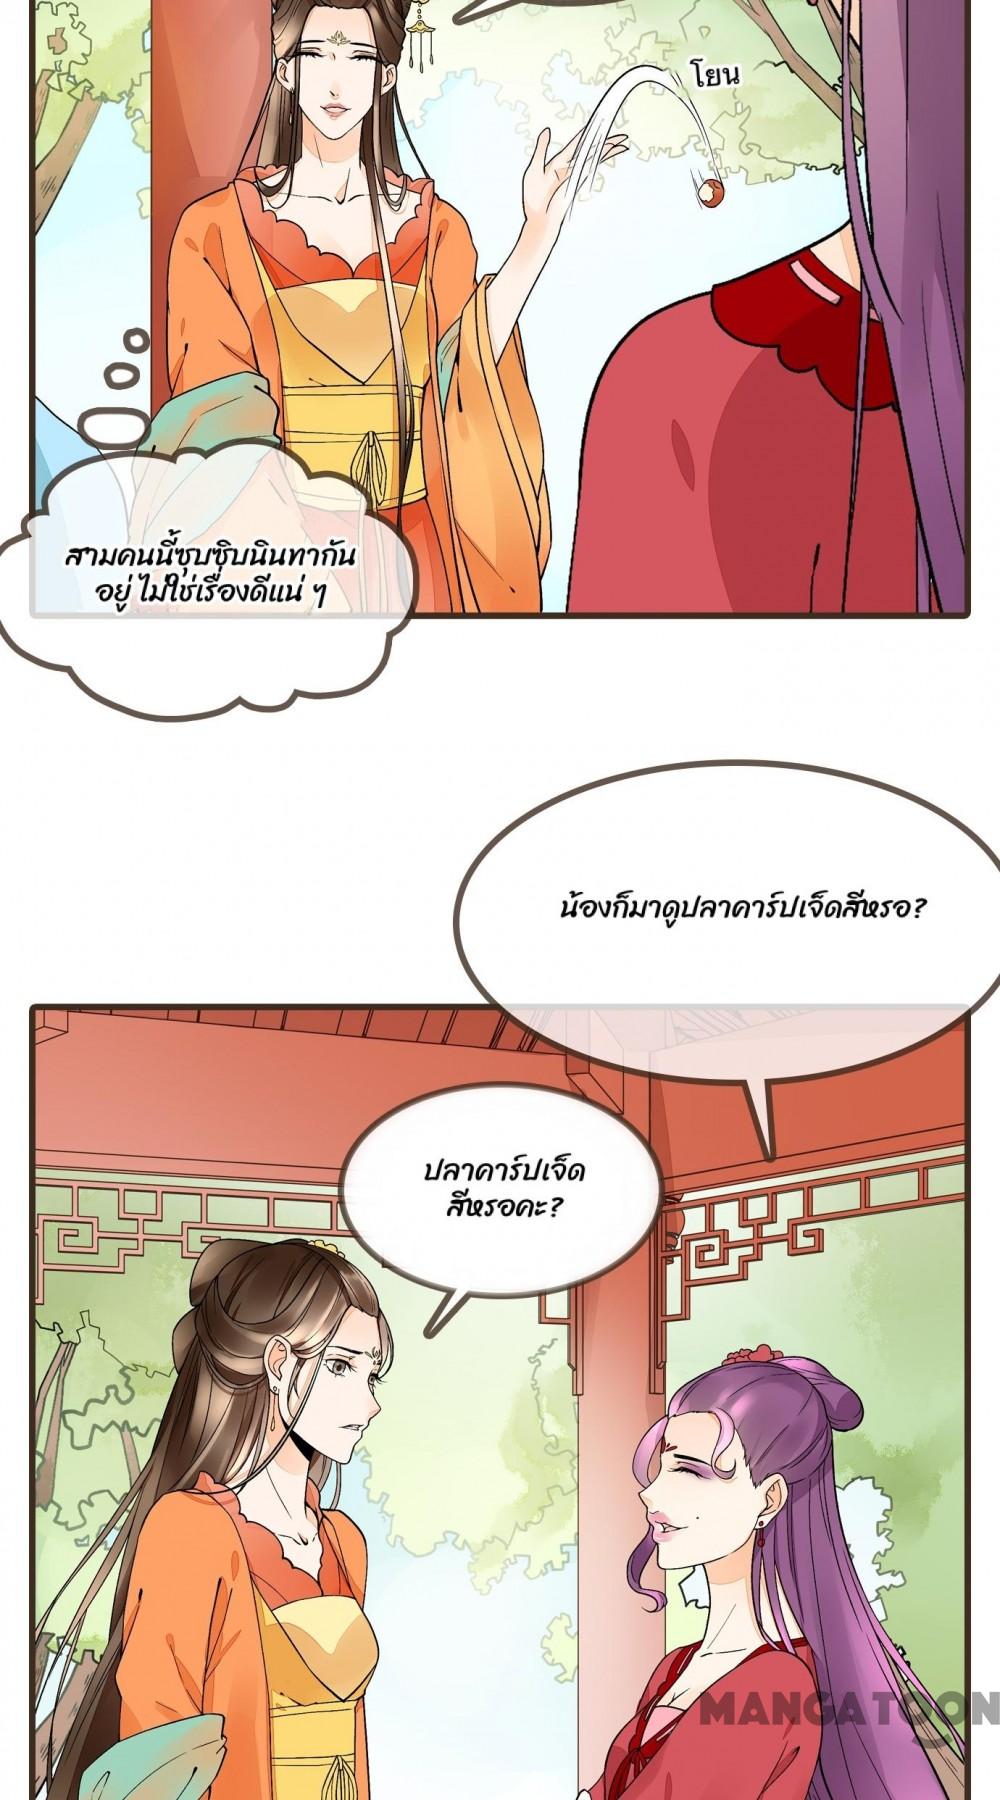 โยน
สามคนนี้ซุบซิบนินทากัน
อยู่ ไม่ใช่เรื่องดีแน่ ๆ
น้องก็มาดูปลาคาร์ปเจ็ดสีหรอ?
ปลาคาร์ปเจ็ด
สีหรอคะ?
MANGATOON